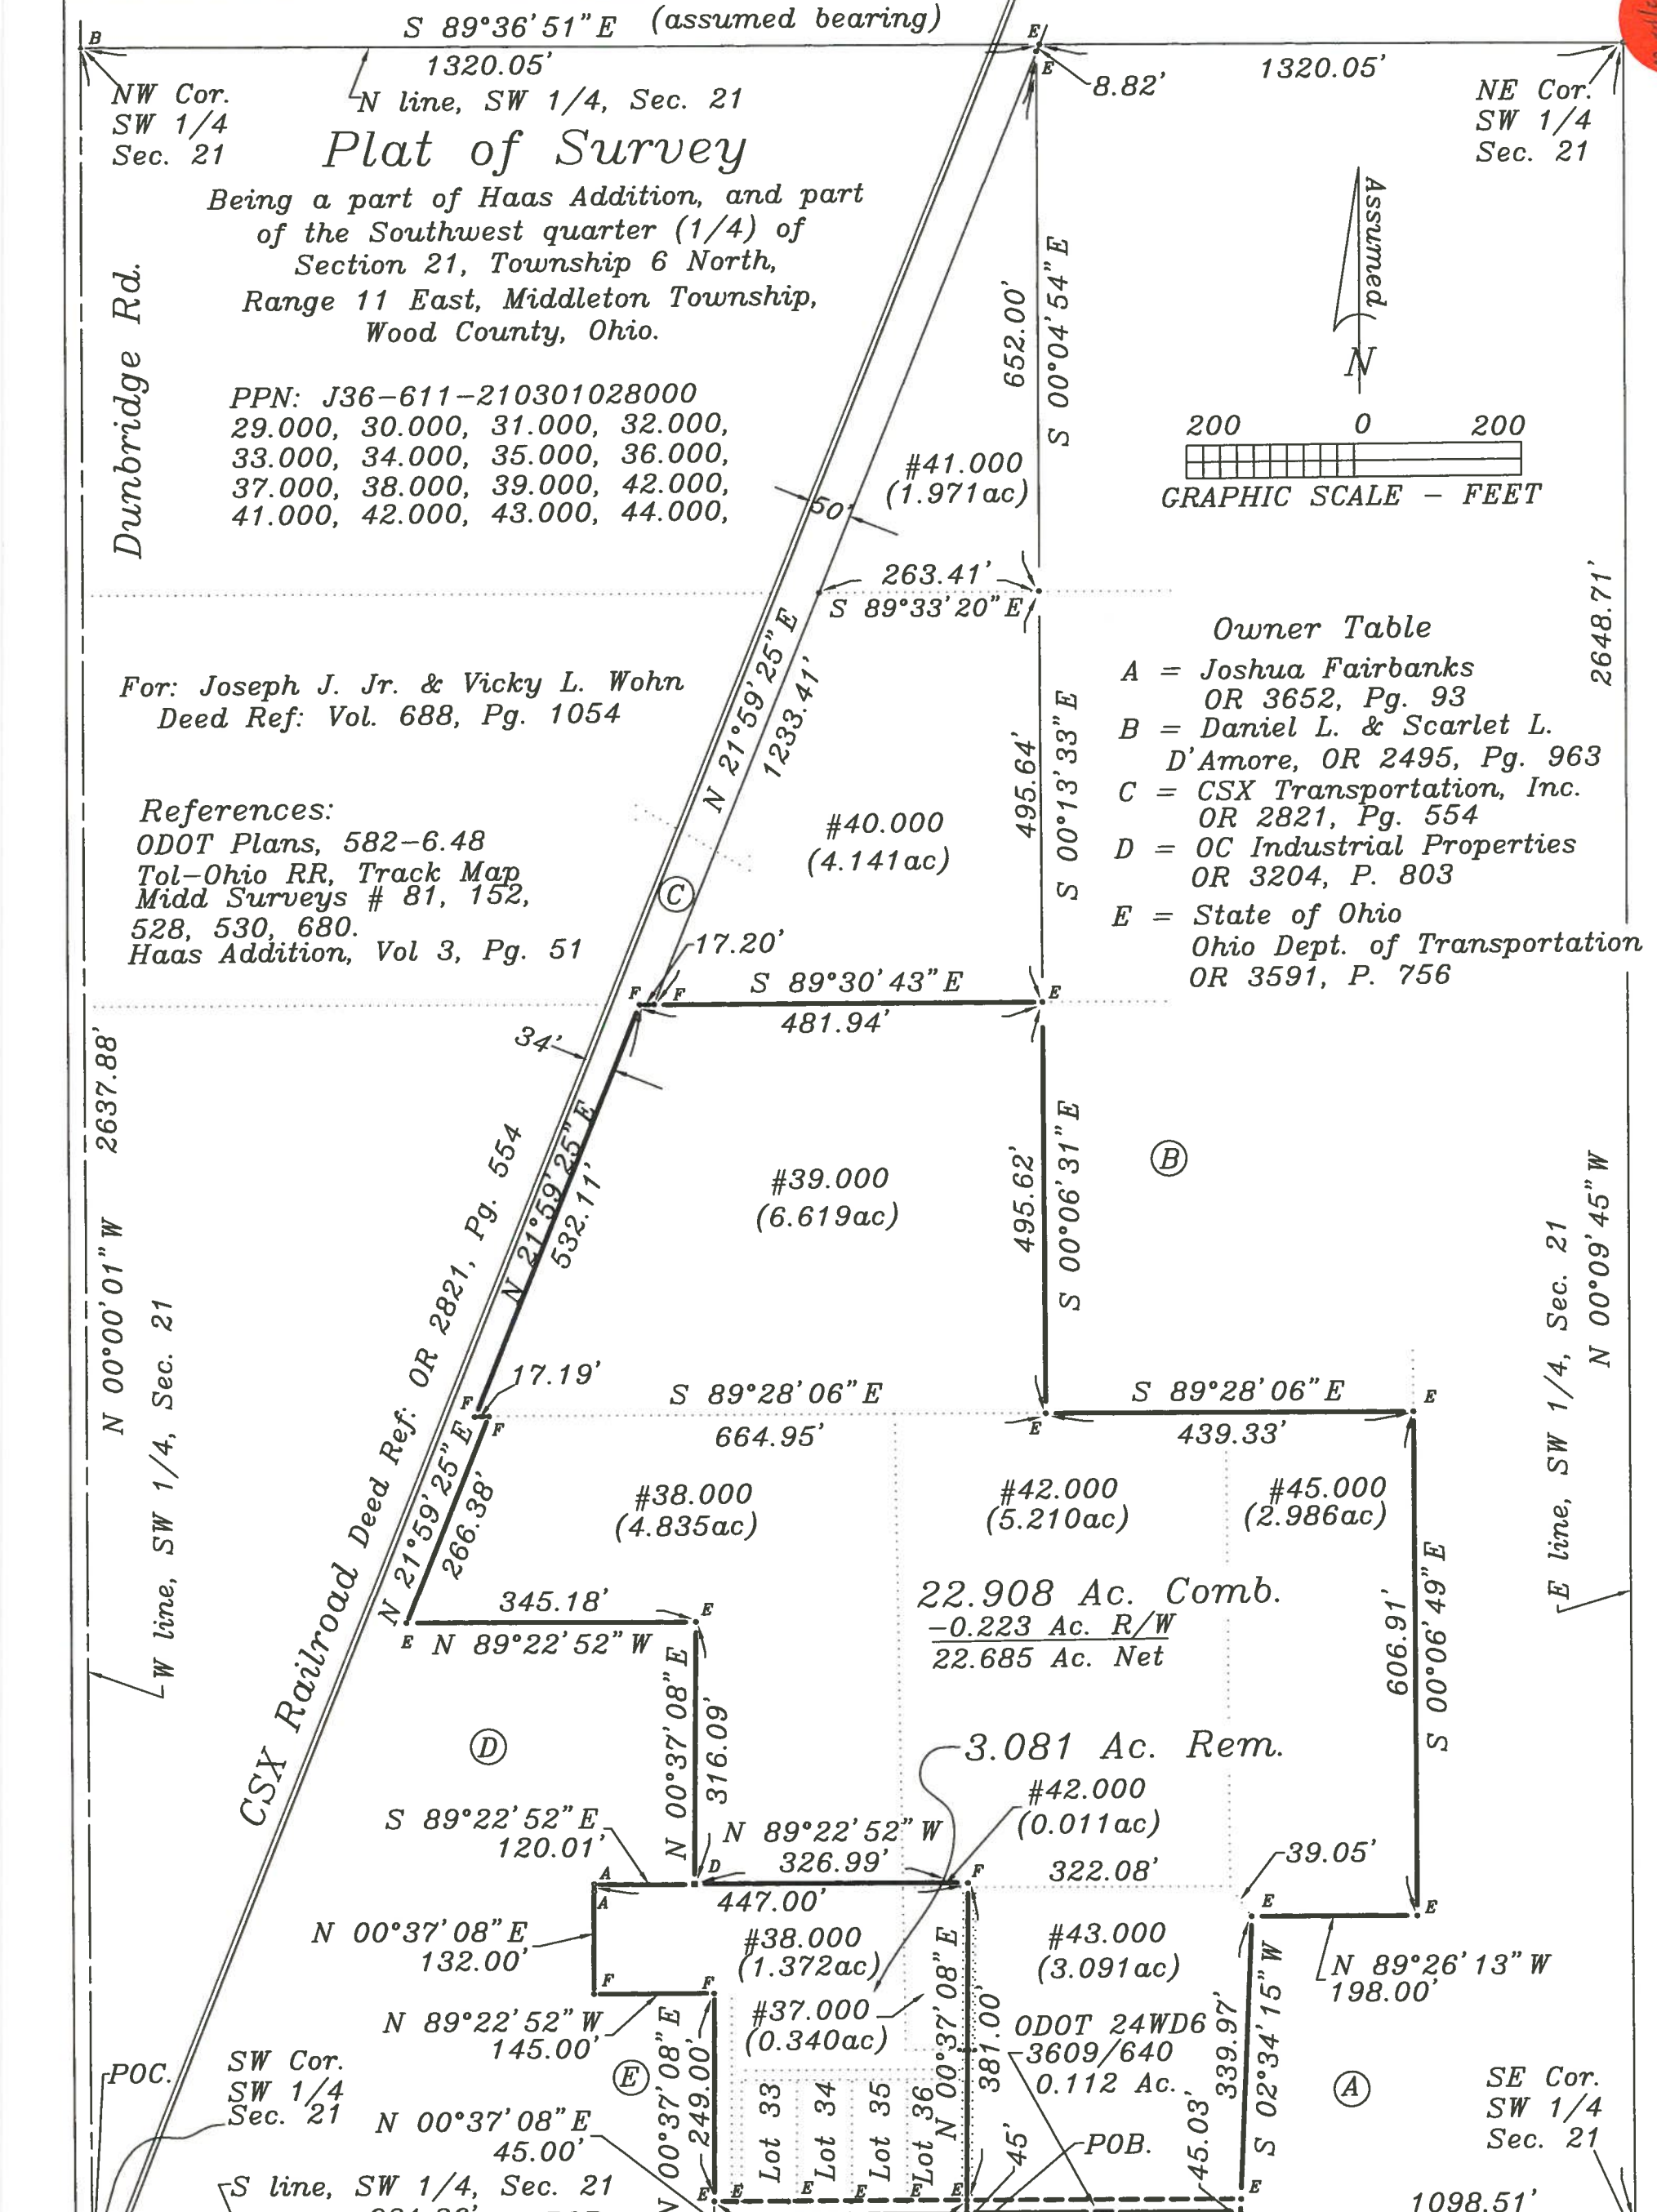 S 89°36'51"E (assumed bearing)
1320.05'
N line, SW 1/4, Sec. 21
B
NW Cor.
SW 1/4
Sec. 21
E
E
8.82'
1320.05'
NE Cor.
SW 1/4
Sec. 21
Plat of Survey
Being a part of Haas Addition, and part
of the Southwest quarter (1/4) of
Section 21, Township 6 North,
Range 11 East, Middleton Township,
Wood County, Ohio.
PPN: J36-611-210301028000
29.000, 30.000, 31.000, 32.000,
33.000, 34.000, 35.000, 36.000,
37.000, 38.000, 39.000, 42.000,
41.000, 42.000, 43.000, 44.000,
Dunbridge Rd.
Assumed
N
200 0 200
GRAPHIC SCALE - FEET
652.00'
S 00°04'54"E
#41.000
(1.971ac)
50'
263.41'
S 89°33'20"E
E
N 21°59'25"E
1233.41'
For: Joseph J. Jr. & Vicky L. Wohn
Deed Ref: Vol. 688, Pg. 1054
References:
ODOT Plans, 582-6.48
Tol-Ohio RR, Track Map
Midd Surveys # 81, 152,
528, 530, 680.
Haas Addition, Vol 3, Pg. 51
Owner Table
A = Joshua Fairbanks
OR 3652, Pg. 93
B = Daniel L. & Scarlet L.
D'Amore, OR 2495, Pg. 963
C = CSX Transportation, Inc.
OR 2821, Pg. 554
D = OC Industrial Properties
OR 3204, P. 803
E = State of Ohio
Ohio Dept. of Transportation
OR 3591, P. 756
2648.71'
495.64'
S 00°13'33"E
#40.000
(4.141ac)
C
17.20'
F F
S 89°30'43"E
481.94'
E
34'
2637.88'
N 00°00'01"W
W line, SW 1/4, Sec. 21
N 21°59'25"E
532.11'
#39.000
(6.619ac)
495.62'
S 00°06'31"E
B
E line, SW 1/4, Sec. 21
N 00°09'45"W
CSX Railroad Deed Ref: OR 2821, Pg. 554
17.19'
F
F
S 89°28'06"E
664.95'
E
S 89°28'06"E
439.33'
E
N 21°59'25"E
266.38'
#38.000
(4.835ac)
#42.000
(5.210ac)
#45.000
(2.986ac)
22.908 Ac. Comb.
-0.223 Ac. R/W
22.685 Ac. Net
345.18'
E
E
N 89°22'52"W
606.91'
S 00°06'49"E
N 00°37'08"E
316.09'
D
3.081 Ac. Rem.
#42.000
(0.011ac)
S 89°22'52"E
120.01'
N 89°22'52"W
326.99'
D
F
322.08'
39.05'
A
A
447.00'
E
E
N 00°37'08"E
132.00'
#38.000
(1.372ac)
#43.000
(3.091ac)
N 89°26'13"W
198.00'
F
F
N 89°22'52"W
145.00'
#37.000
(0.340ac)
N 00°37'08"E
381.00'
ODOT 24WD6
3609/640
0.112 Ac.
339.97'
S 02°34'15"W
POC.
SW Cor.
SW 1/4
Sec. 21
E
N 00°37'08"E
249.00'
Lot 33
Lot 34
Lot 35
Lot 36
A
SE Cor.
SW 1/4
Sec. 21
N 00°37'08"E
45.00'
45'
POB.
45.03'
S line, SW 1/4, Sec. 21
E E E E E E
E
1098.51'